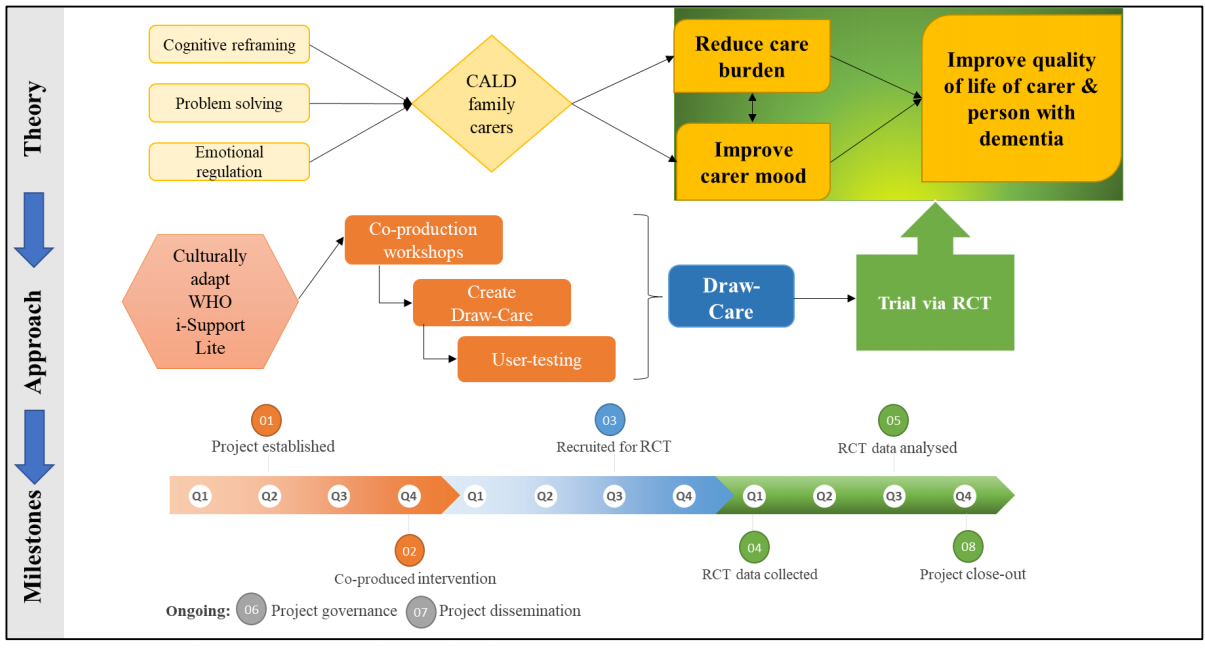 Theory
Cognitive reframing
Problem solving
Emotional
regulation
CALD
family
carers
Reduce care
burden
Improve
carer mood
Improve quality
of life of carer &
person with
dementia
Approach
Culturally
adapt
WHO
i-Support
Lite
Co-production
workshops
Create
Draw-Care
User-testing
Draw-
Care
Trial via RCT
Milestones
01
Project established
03
Recruited for RCT
05
RCT data analysed
Q1 Q2 Q3 Q4 Q1 Q2 Q3 Q4 Q1 Q2 Q3 Q4
02
Co-produced intervention
04
RCT data collected
08
Project close-out
Ongoing: 06 Project governance 07 Project dissemination